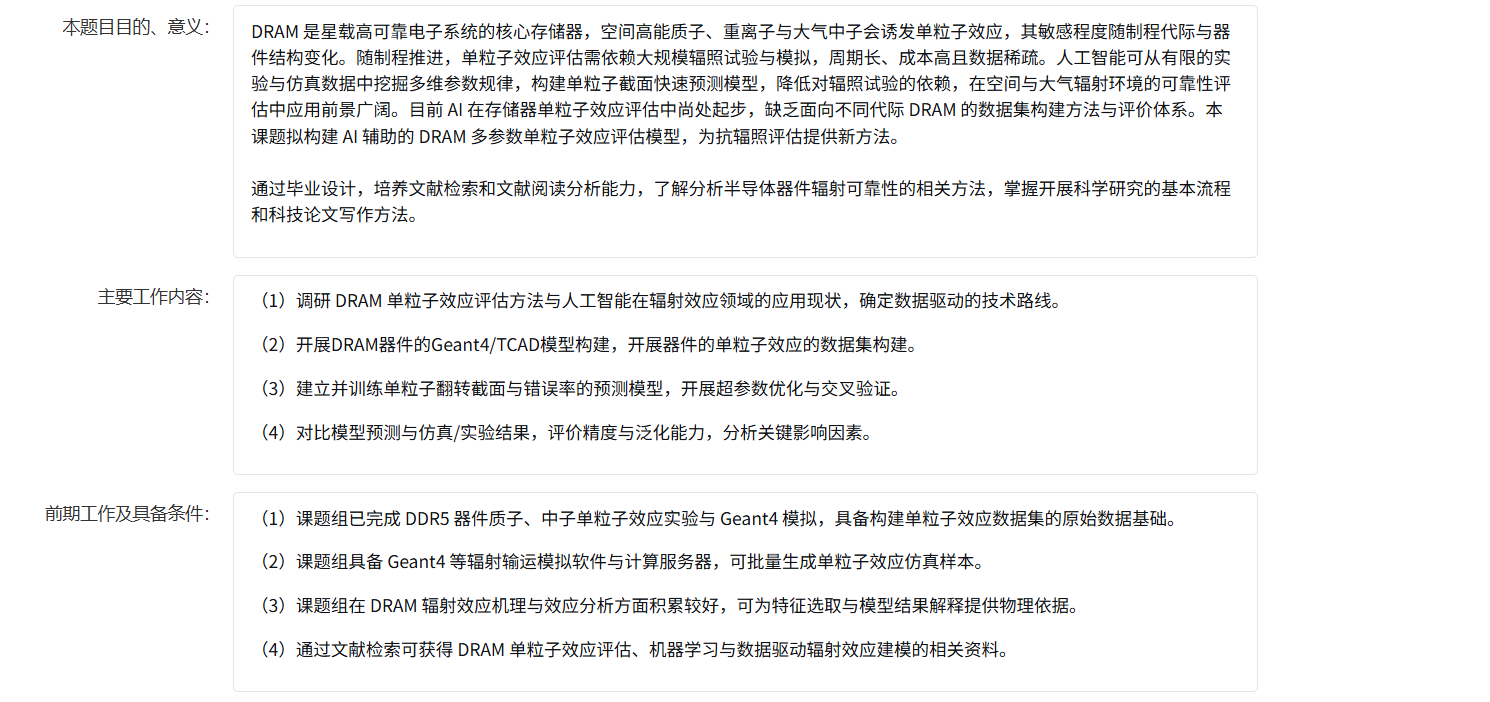 本题目目的、意义:
DRAM 是星载高可靠电子系统的核心存储器，空间高能质子、重离子与大气中子会诱发单粒子效应，其敏感程度随制程代际与器
件结构变化。随制程推进，单粒子效应评估需依赖大规模辐照试验与模拟，周期长、成本高且数据稀疏。人工智能可从有限的实
验与仿真数据中挖掘多维参数规律，构建单粒子截面快速预测模型，降低对辐照试验的依赖，在空间与大气辐射环境的可靠性评
估中应用前景广阔。目前 AI 在存储器单粒子效应评估中尚处起步，缺乏面向不同代际 DRAM 的数据集构建方法与评价体系。本
课题拟构建 AI 辅助的 DRAM 多参数单粒子效应评估模型，为抗辐照评估提供新方法。
通过毕业设计，培养文献检索和文献阅读分析能力，了解分析半导体器件辐射可靠性的相关方法，掌握开展科学研究的基本流程
和科技论文写作方法。
主要工作内容:
（1）调研 DRAM 单粒子效应评估方法与人工智能在辐射效应领域的应用现状，确定数据驱动的技术路线。
（2）开展DRAM器件的Geant4/TCAD模型构建，开展器件的单粒子效应的数据集构建。
（3）建立并训练单粒子翻转截面与错误率的预测模型，开展超参数优化与交叉验证。
（4）对比模型预测与仿真/实验结果，评价精度与泛化能力，分析关键影响因素。
前期工作及具备条件:
（1）课题组已完成 DDR5 器件质子、中子单粒子效应实验与 Geant4 模拟，具备构建单粒子效应数据集的原始数据基础。
（2）课题组具备 Geant4 等辐射输运模拟软件与计算服务器，可批量生成单粒子效应仿真样本。
（3）课题组在 DRAM 辐射效应机理与效应分析方面积累较好，可为特征选取与模型结果解释提供物理依据。
（4）通过文献检索可获得 DRAM 单粒子效应评估、机器学习与数据驱动辐射效应建模的相关资料。